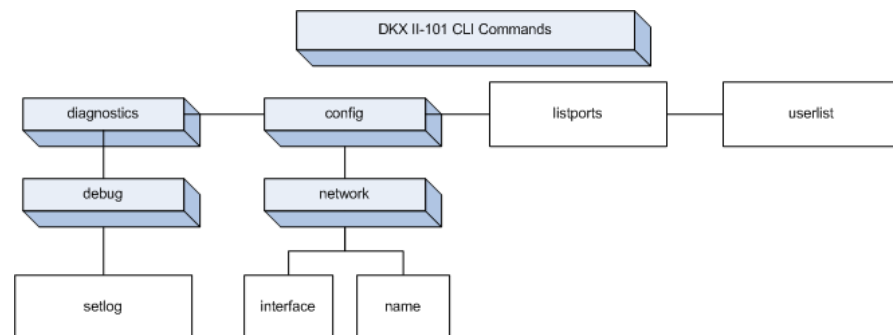 DKX II-101 CLI Commands
diagnostics
config
listports
userlist
debug
network
setlog
interface
name